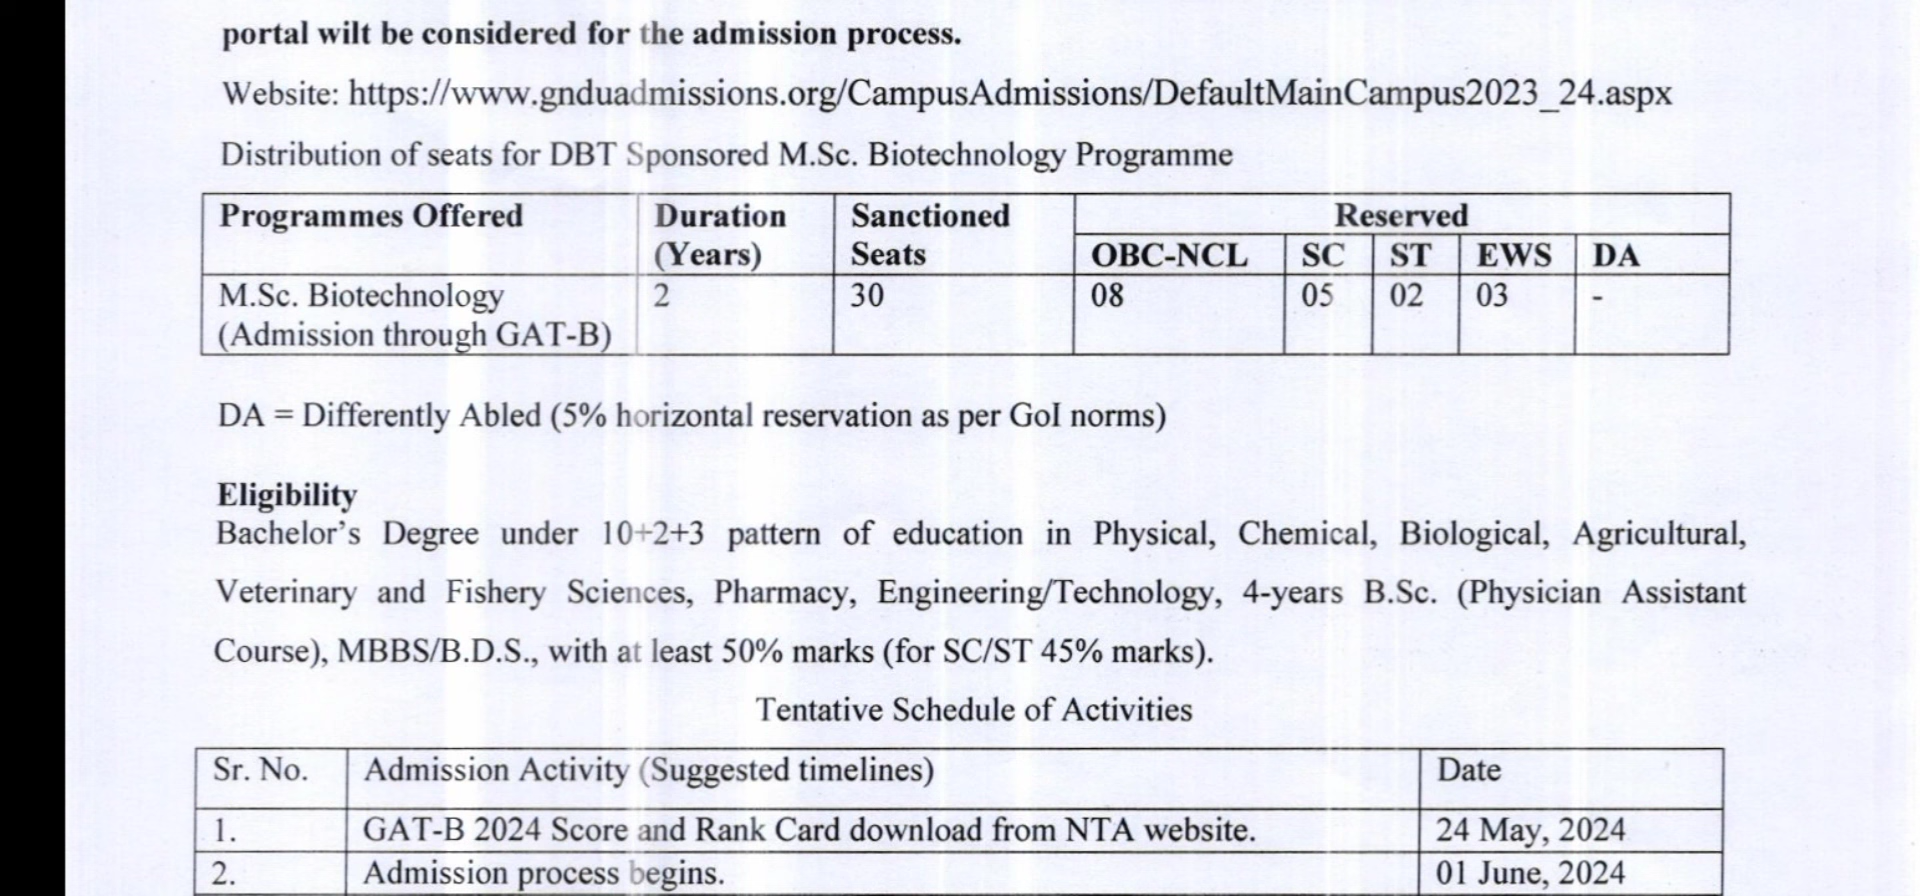 portal wilt be considered for the admission process.
Website: https://www.gnduadmissions.org/CampusAdmissions/DefaultMainCampus2023_24.aspx
Distribution of seats for DBT Sponsored M.Sc. Biotechnology Programme
Programmes Offered Duration (Years) Sanctioned Seats Reserved
OBC-NCL SC ST EWS DA
M.Sc. Biotechnology 2 30 08 05 02 03 -
(Admission through GAT-B)
DA = Differently Abled (5% horizontal reservation as per GoI norms)
Eligibility
Bachelor's Degree under 10+2+3 pattern of education in Physical, Chemical, Biological, Agricultural,
Veterinary and Fishery Sciences, Pharmacy, Engineering/Technology, 4-years B.Sc. (Physician Assistant
Course), MBBS/B.D.S., with at least 50% marks (for SC/ST 45% marks).
Tentative Schedule of Activities
Sr. No. Admission Activity (Suggested timelines) Date
1. GAT-B 2024 Score and Rank Card download from NTA website. 24 May, 2024
2. Admission process begins. 01 June, 2024